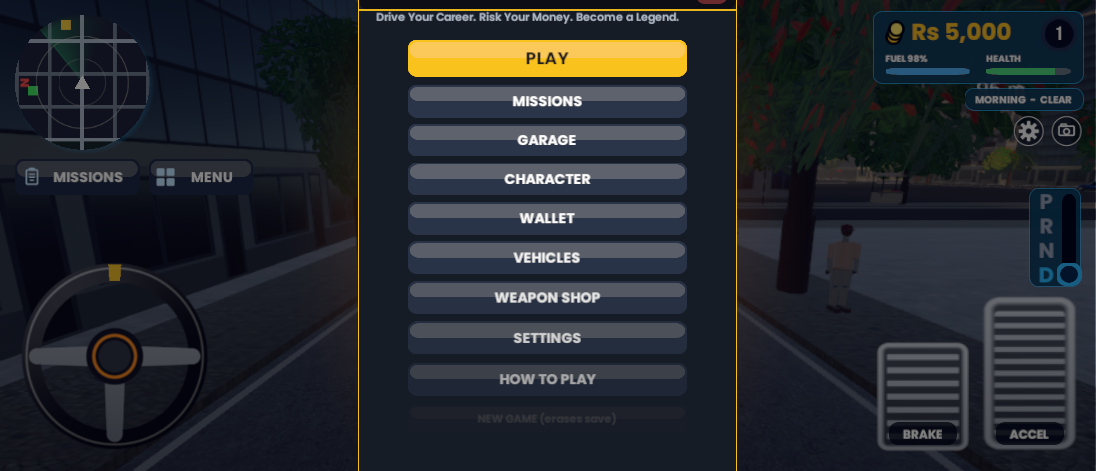 Drive Your Career. Risk Your Money. Become a Legend.
PLAY
MISSIONS
GARAGE
CHARACTER
WALLET
VEHICLES
WEAPON SHOP
SETTINGS
HOW TO PLAY
NEW GAME (erases save)
N
MISSIONS
MENU
Rs 5,000
1
FUEL 98%
HEALTH
MORNING - CLEAR
P
R
N
D
BRAKE
ACCEL